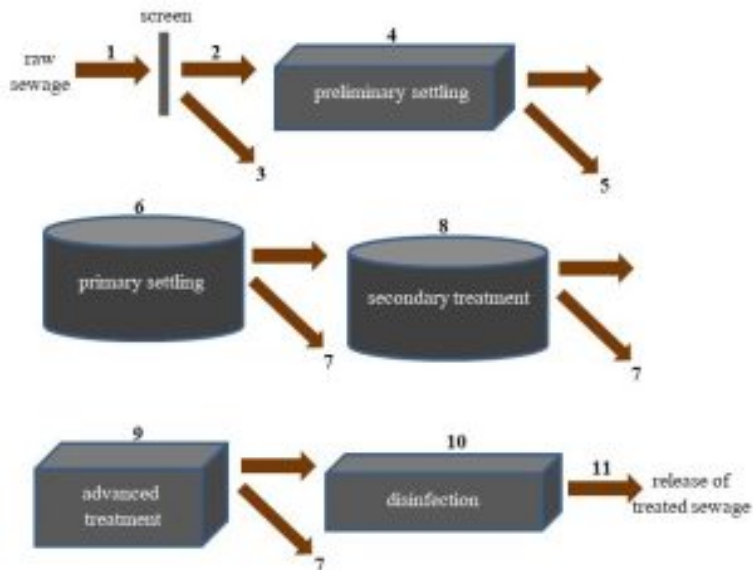 screen
raw
sewage
1
2
4
preliminary settling
3
5
6
8
primary settling
secondary treatment
7
7
9
10
11
advanced
treatment
disinfection
release of
treated sewage
7